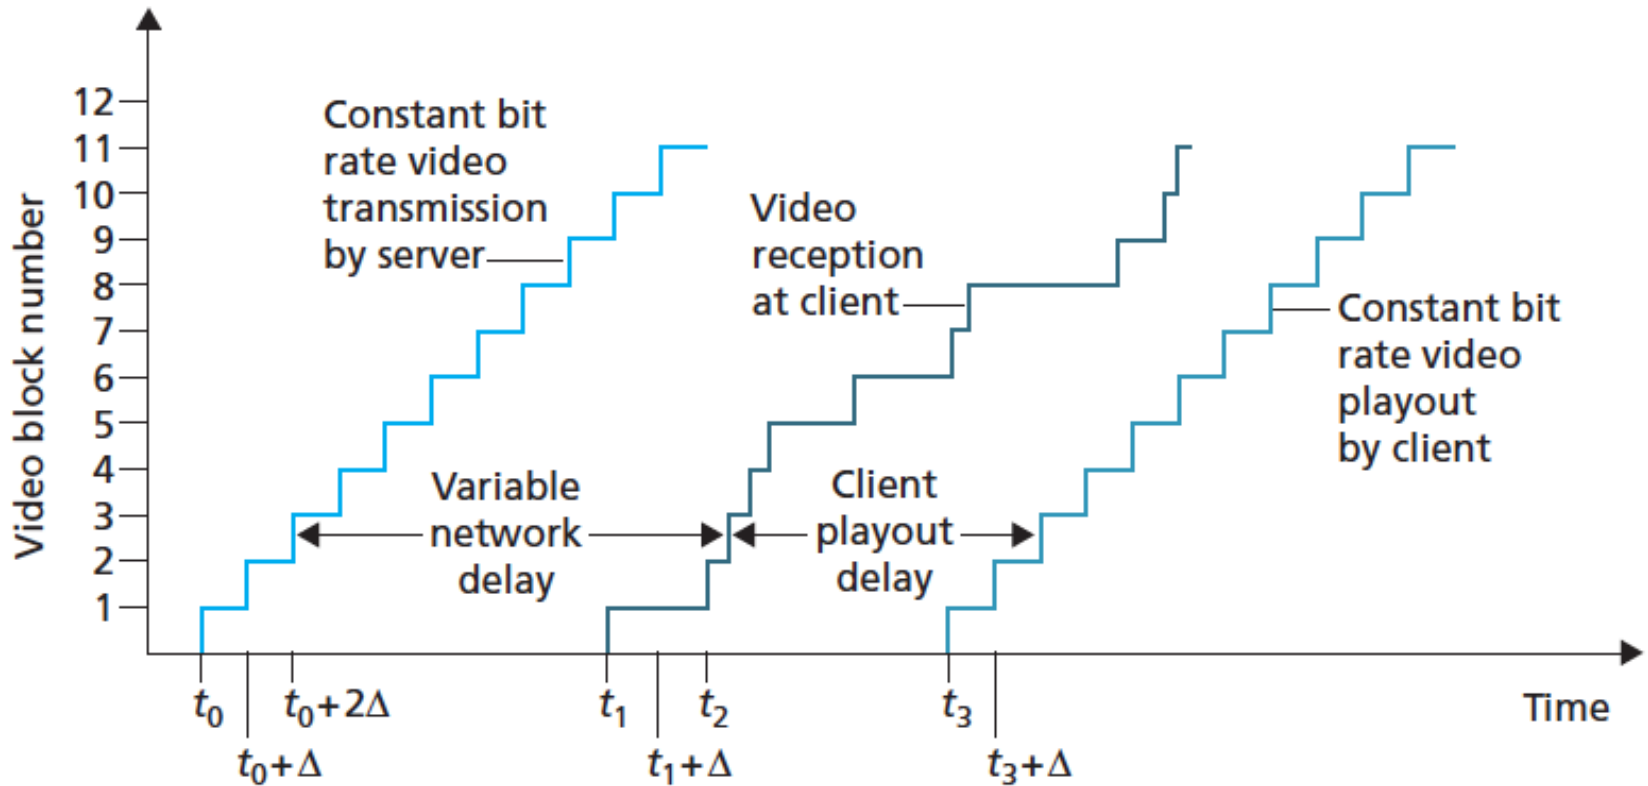 Video block number
12
11
10
9
8
7
6
5
4
3
2
1
Constant bit
rate video
transmission
by server
Video
reception
at client
Constant bit
rate video
playout
by client
Variable
network
delay
Client
playout
delay
t₀
t₀+2Δ
t₁
t₂
t₃
Time
t₀+Δ
t₁+Δ
t₃+Δ